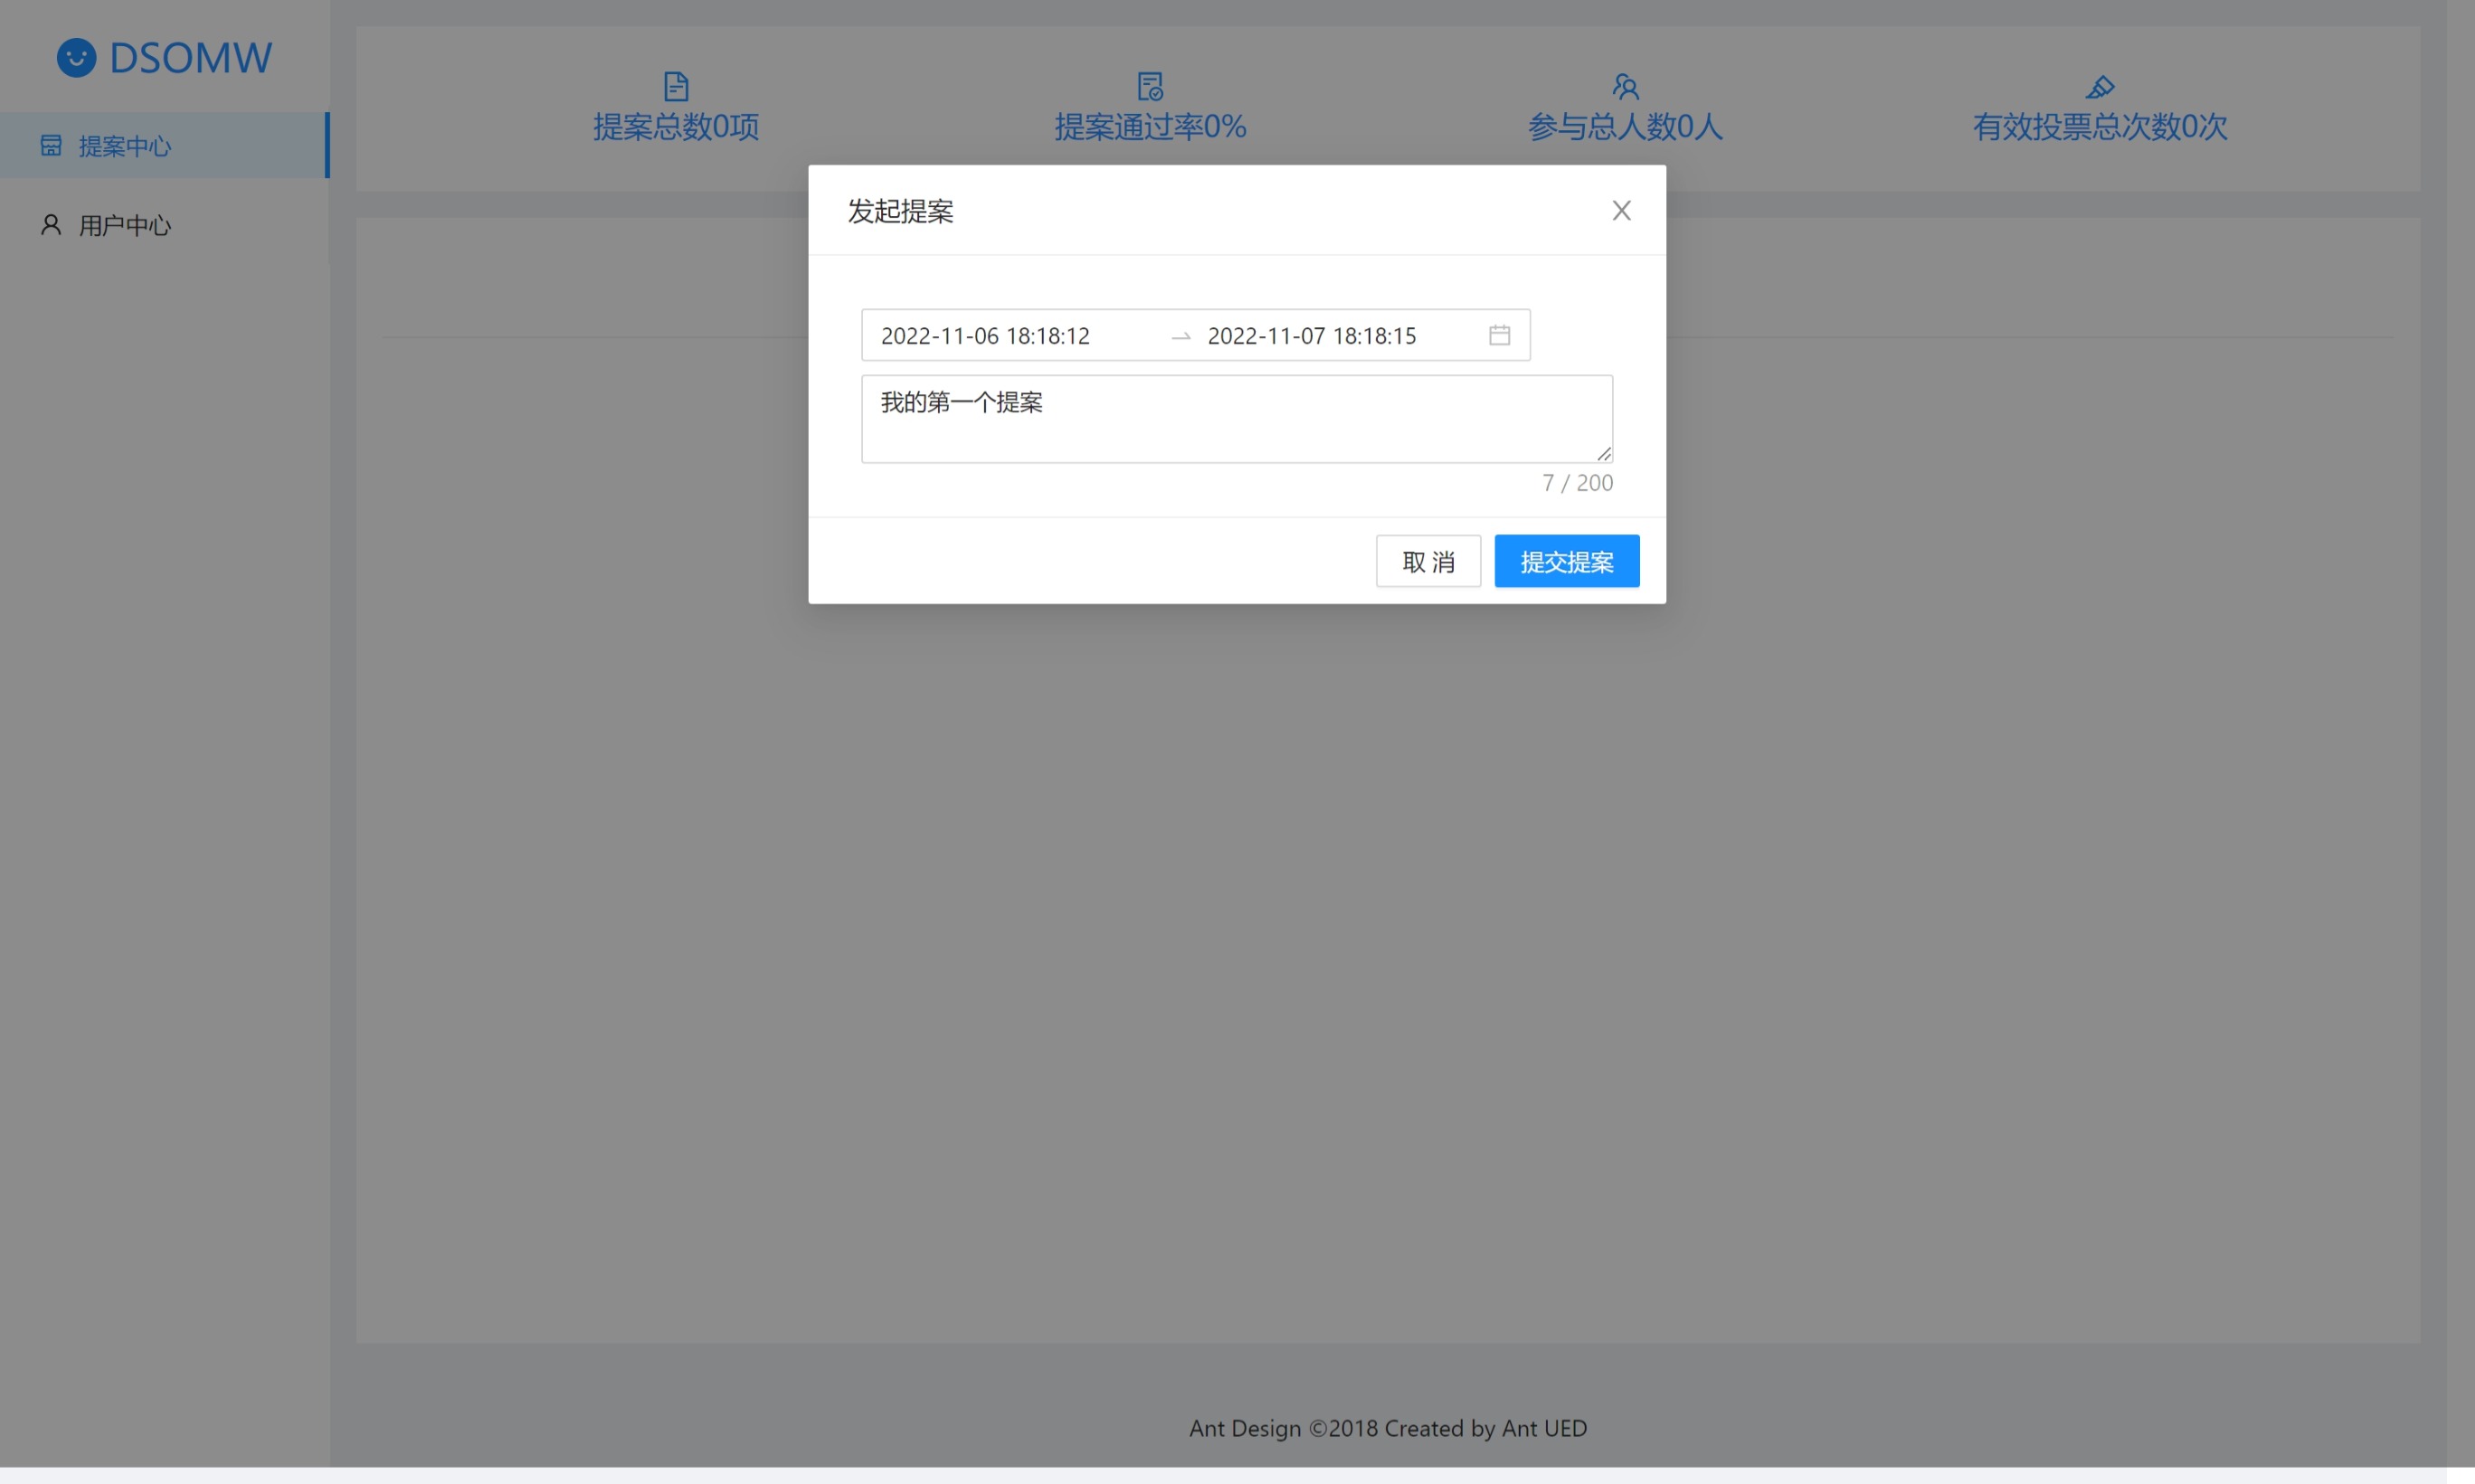 DSOMW
提案中心
用户中心
提案总数0项
提案通过率0%
参与总人数0人
有效投票总次数0次
发起提案
2022-11-06 18:18:12
2022-11-07 18:18:15
我的第一个提案
7 / 200
取 消
提交提案
Ant Design ©2018 Created by Ant UED